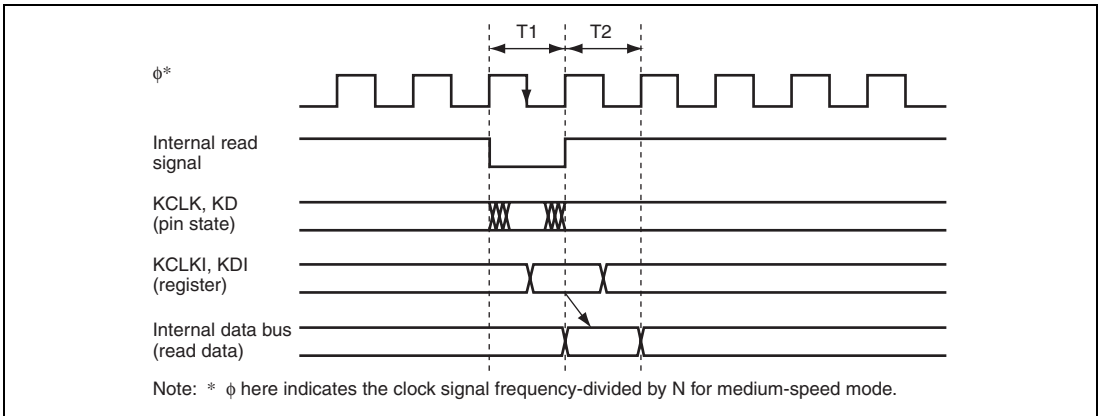 T1 T2
φ*
Internal read
signal
KCLK, KD
(pin state)
KCLKI, KDI
(register)
Internal data bus
(read data)
Note: * φ here indicates the clock signal frequency-divided by N for medium-speed mode.